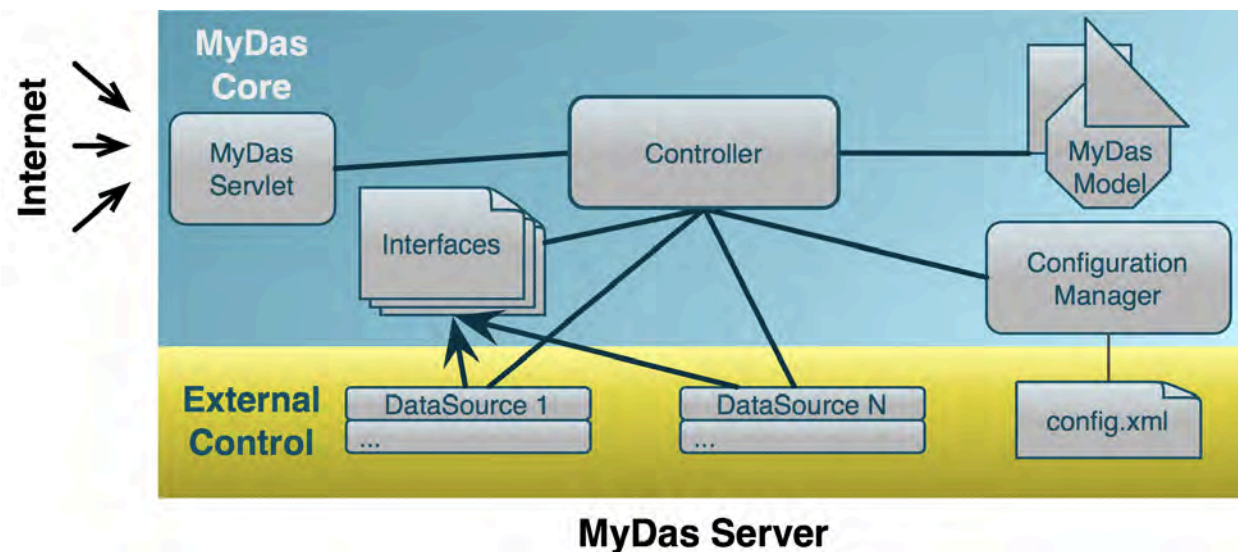 Internet
MyDas
Core
MyDas
Servlet
Controller
MyDas
Model
Interfaces
Configuration
Manager
External
Control
DataSource 1
...
DataSource N
...
config.xml
MyDas Server